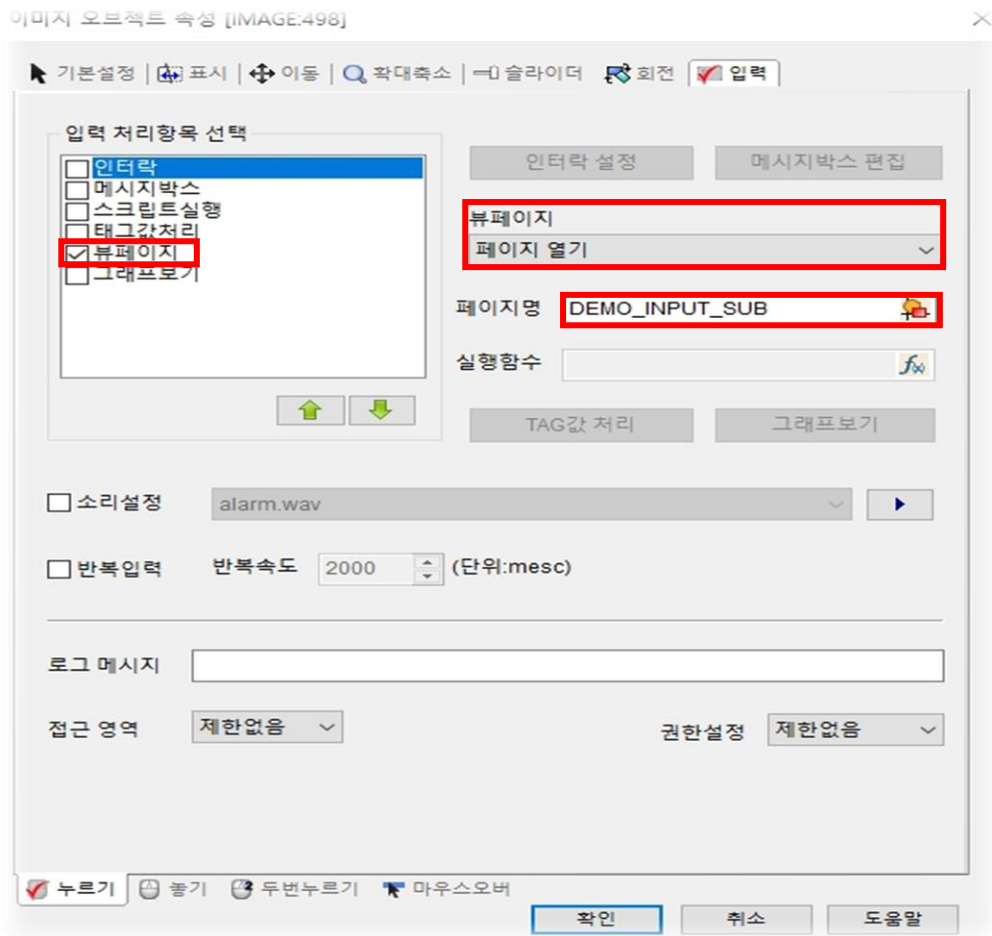 이미지 오브젝트 속성 [IMAGE:498]
기본설정 표시 이동 확대축소 슬라이더 회전 입력
입력 처리항목 선택
인터락
메시지박스
스크립트실행
태그값처리
뷰페이지
그래프보기
인터락 설정 메시지박스 편집
뷰페이지
페이지 열기
페이지명 DEMO_INPUT_SUB
실행함수 f(x)
TAG값 처리 그래프보기
소리설정 alarm.wav
반복입력 반복속도 2000 (단위:mesc)
로그 메시지
접근 영역 제한없음 권한설정 제한없음
누르기 놓기 두번누르기 마우스오버
확인 취소 도움말